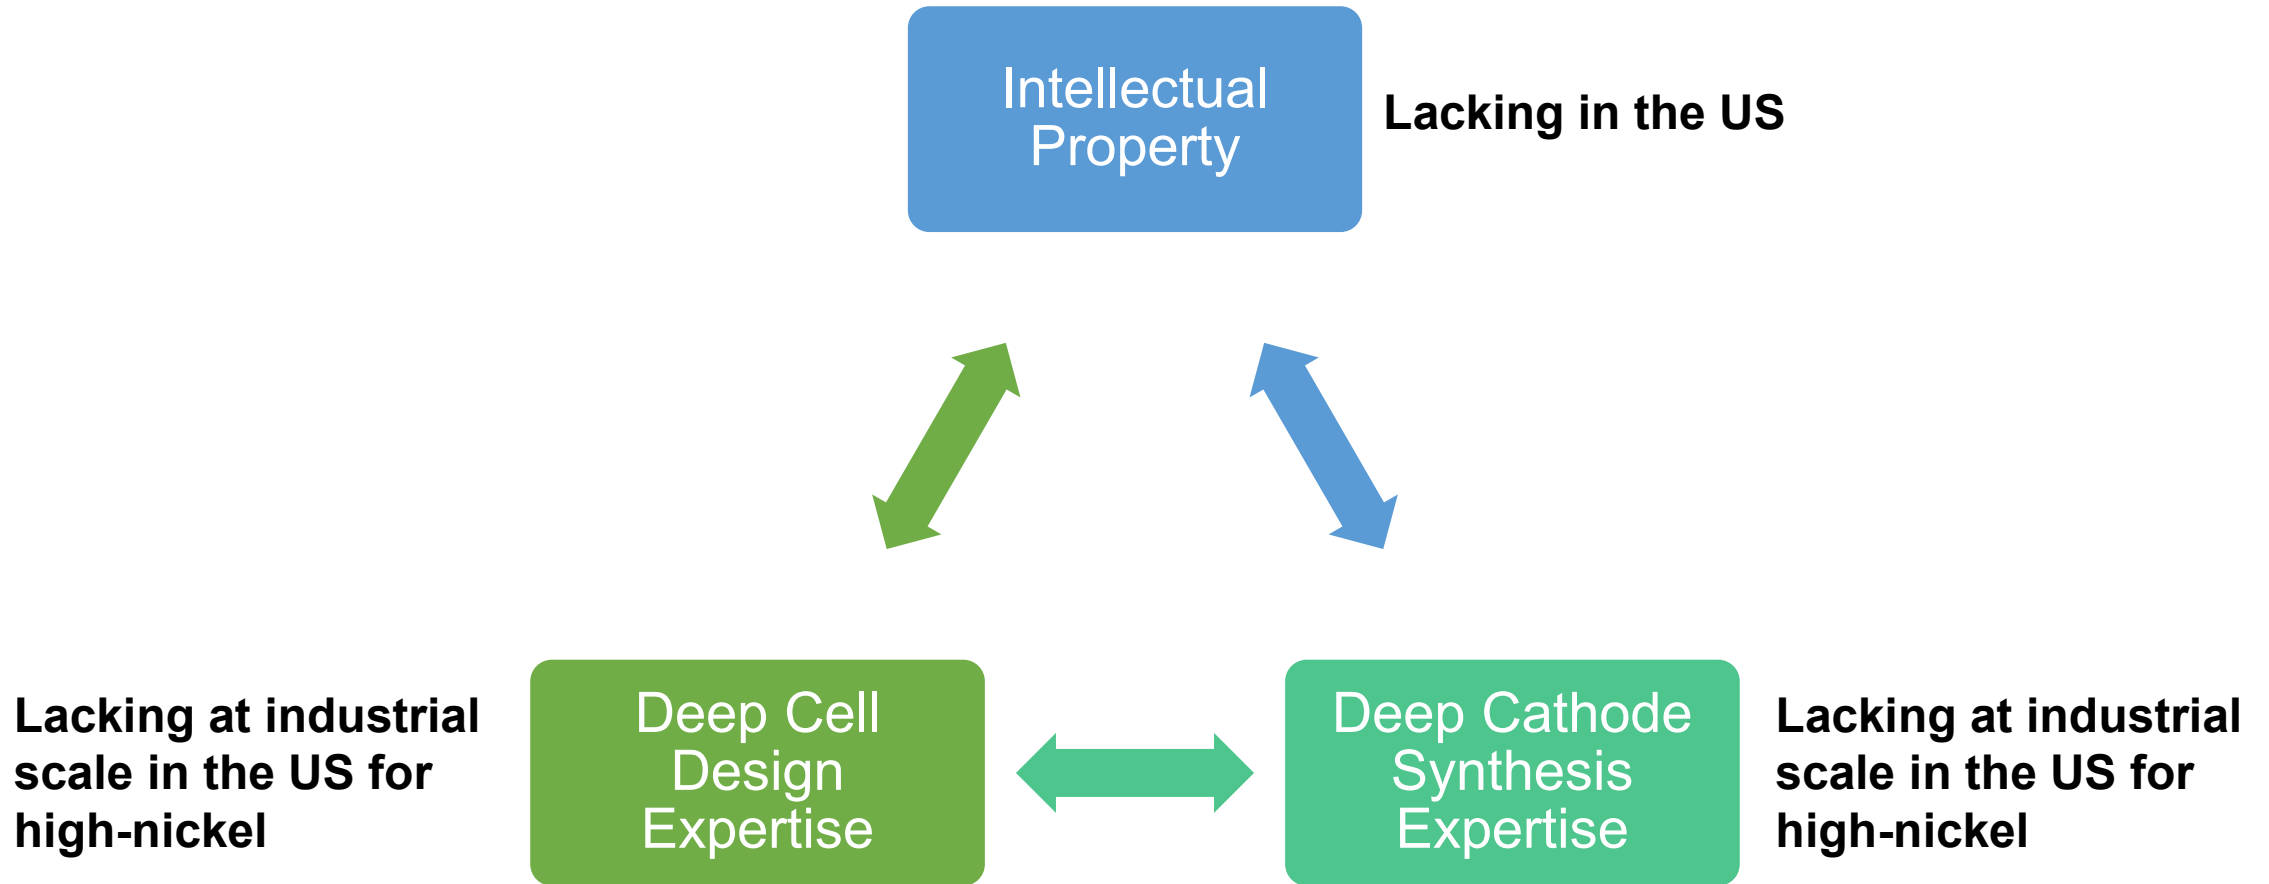 Intellectual
Property
Lacking in the US
Lacking at industrial
scale in the US for
high-nickel
Deep Cell
Design
Expertise
Deep Cathode
Synthesis
Expertise
Lacking at industrial
scale in the US for
high-nickel